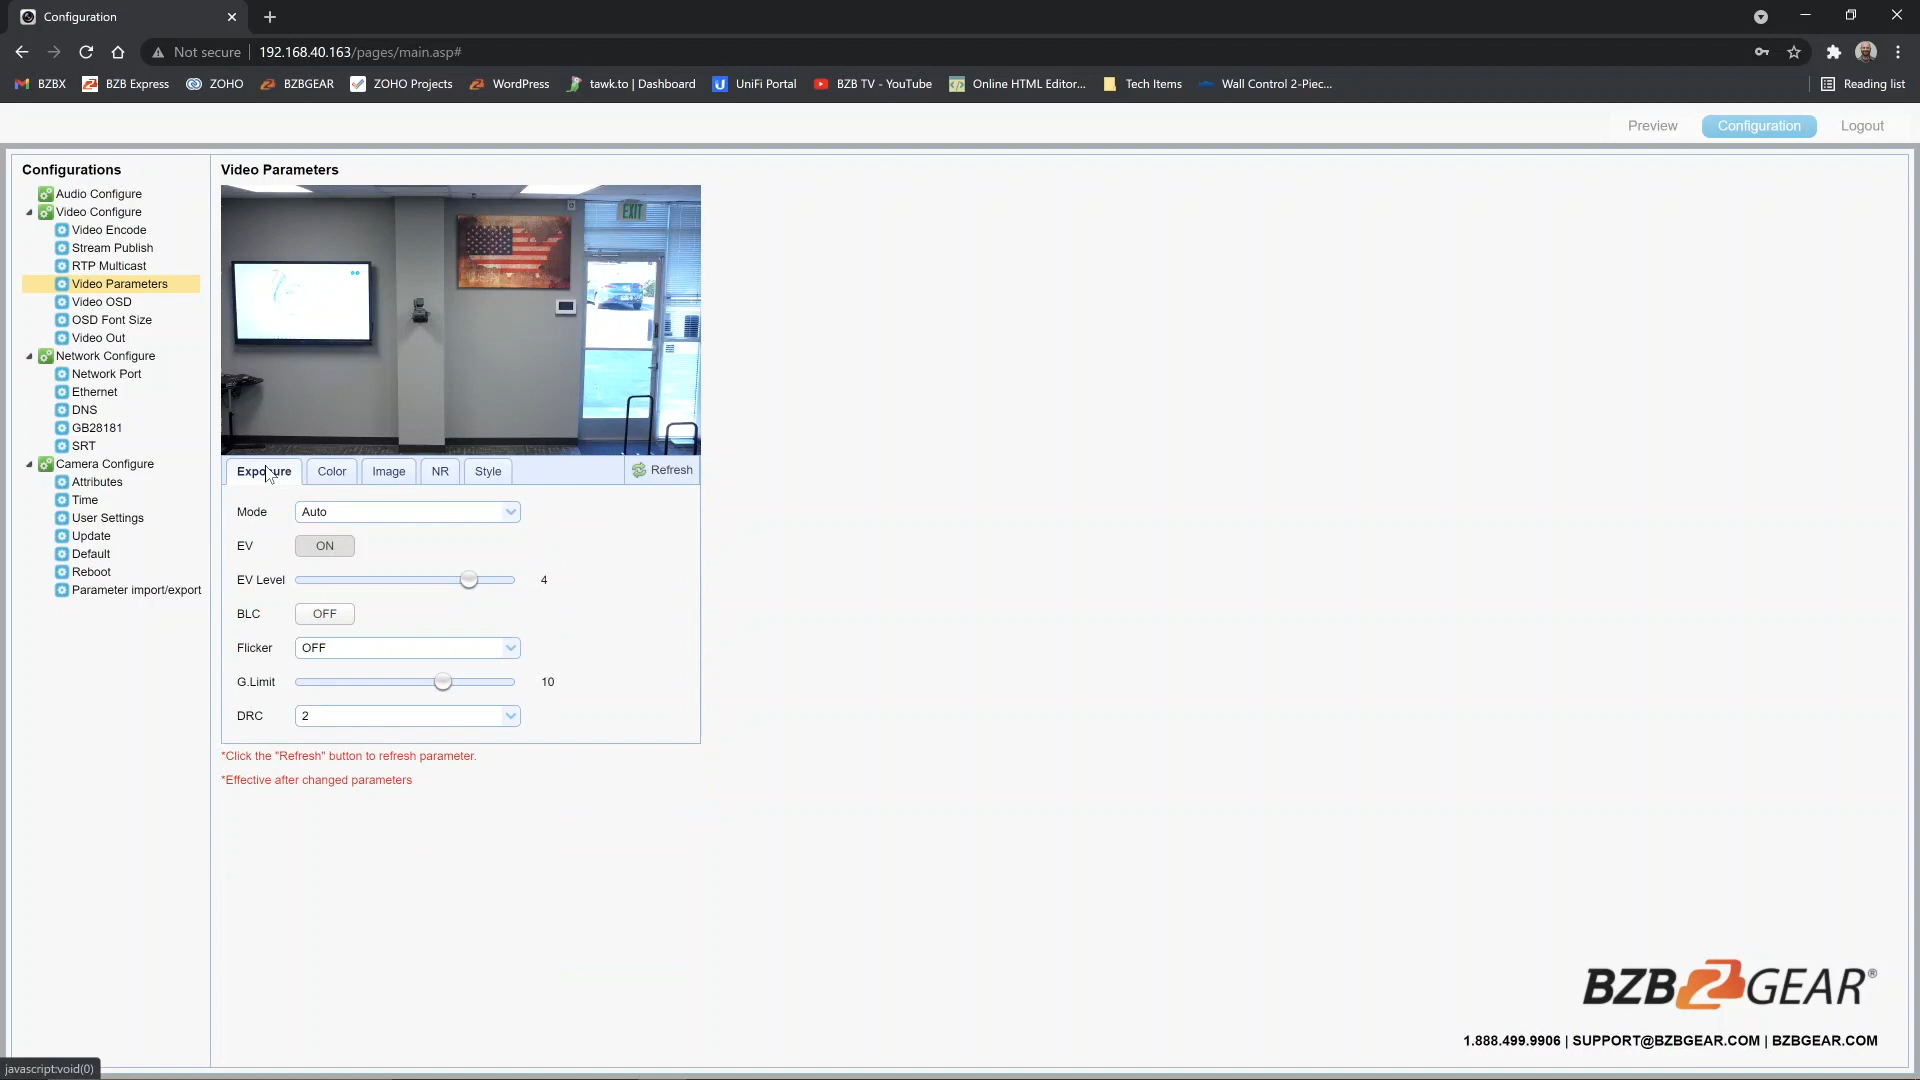 Configuration
Not secure 192.168.40.163/pages/main.asp#
BZBX BZB Express ZOHO BZBGEAR ZOHO Projects WordPress tawk.to | Dashboard UniFi Portal BZB TV - YouTube Online HTML Editor... Tech Items Wall Control 2-Piec... Reading list
Preview Configuration Logout
Configurations
Audio Configure
Video Configure
Video Encode
Stream Publish
RTP Multicast
Video Parameters
Video OSD
OSD Font Size
Video Out
Network Configure
Network Port
Ethernet
DNS
GB28181
SRT
Camera Configure
Attributes
Time
User Settings
Update
Default
Reboot
Parameter import/export
Video Parameters
EXIT
Exposure Color Image NR Style Refresh
Mode Auto
EV ON
EV Level 4
BLC OFF
Flicker OFF
G.Limit 10
DRC 2
*Click the "Refresh" button to refresh parameter.
*Effective after changed parameters
BZBGEAR®
1.888.499.9906 | SUPPORT@BZBGEAR.COM | BZBGEAR.COM
javascript:void(0)